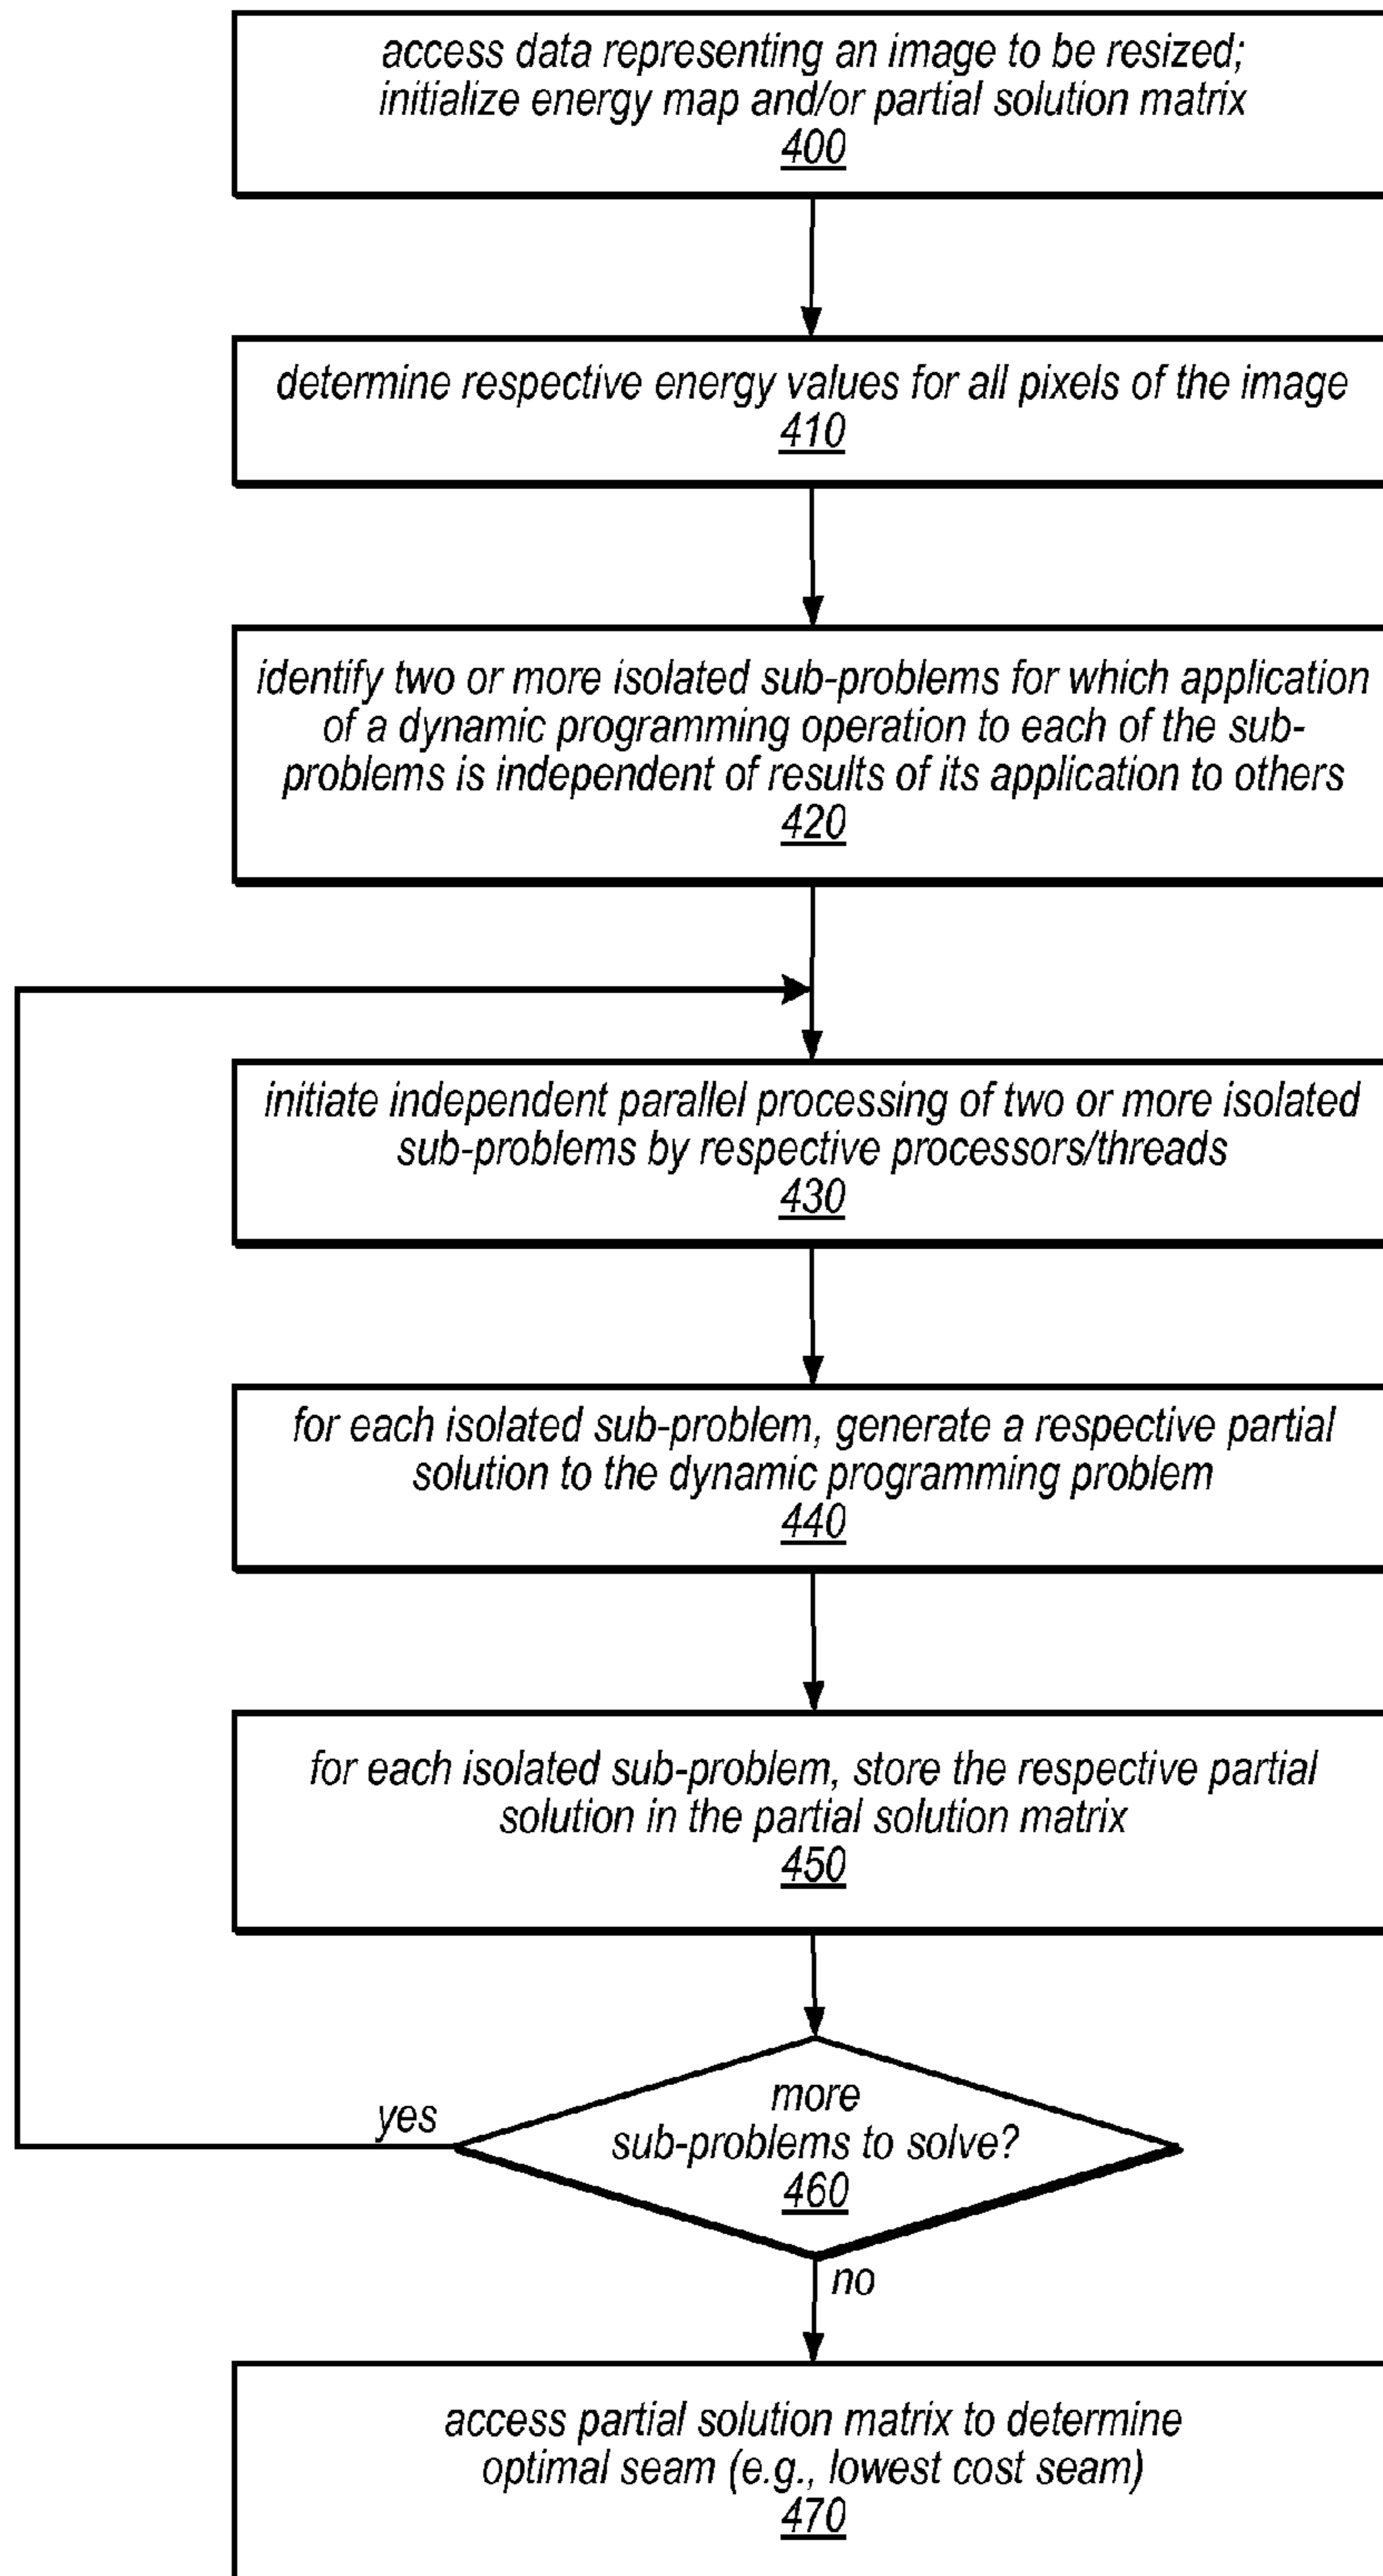 access data representing an image to be resized;
initialize energy map and/or partial solution matrix
400
determine respective energy values for all pixels of the image
410
identify two or more isolated sub-problems for which application
of a dynamic programming operation to each of the sub-
problems is independent of results of its application to others
420
initiate independent parallel processing of two or more isolated
sub-problems by respective processors/threads
430
for each isolated sub-problem, generate a respective partial
solution to the dynamic programming problem
440
for each isolated sub-problem, store the respective partial
solution in the partial solution matrix
450
yes
more
sub-problems to solve?
460
no
access partial solution matrix to determine
optimal seam (e.g., lowest cost seam)
470